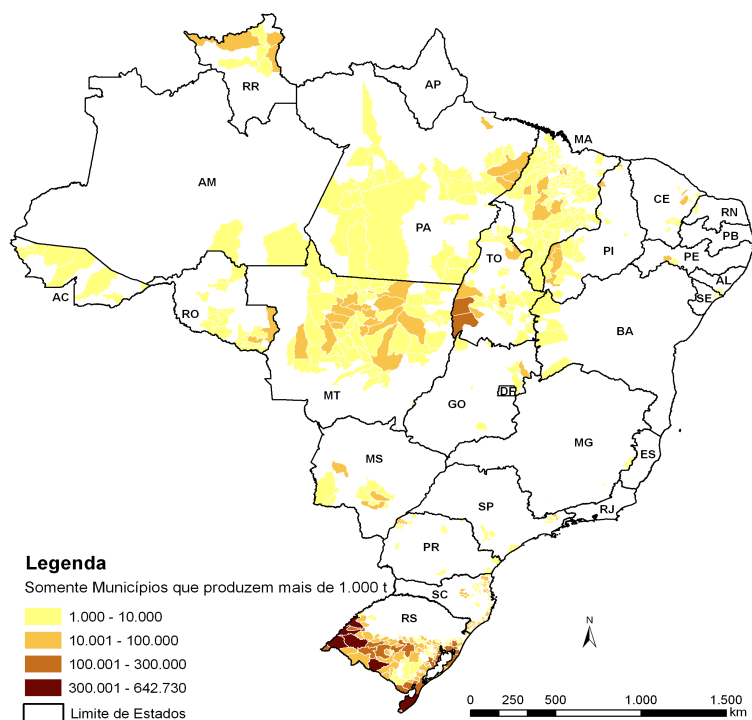 RR
AP
AM
PA
MA
CE
RN
PB
PE
AL
SE
PI
TO
AC
RO
BA
MT
GO
DF
MG
ES
MS
SP
RJ
PR
SC
RS
Legenda
Somente Municípios que produzem mais de 1.000 t
1.000 - 10.000
10.001 - 100.000
100.001 - 300.000
300.001 - 642.730
Limite de Estados
N
0 250 500 1.000 1.500
km